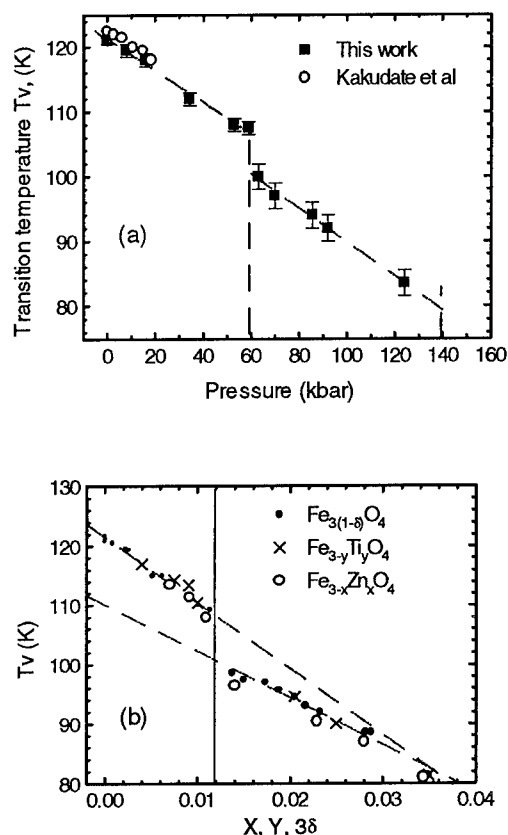 120
110
100
90
80
Transition temperature Tv, (K)
This work
Kakudate et al
(a)
0 20 40 60 80 100 120 140 160
Pressure (kbar)
130
120
110
100
90
80
Tv (K)
Fe3(1-δ)O4
Fe3-yTiyO4
Fe3-xZnxO4
(b)
0.00 0.01 0.02 0.03 0.04
X, Y, 3δ